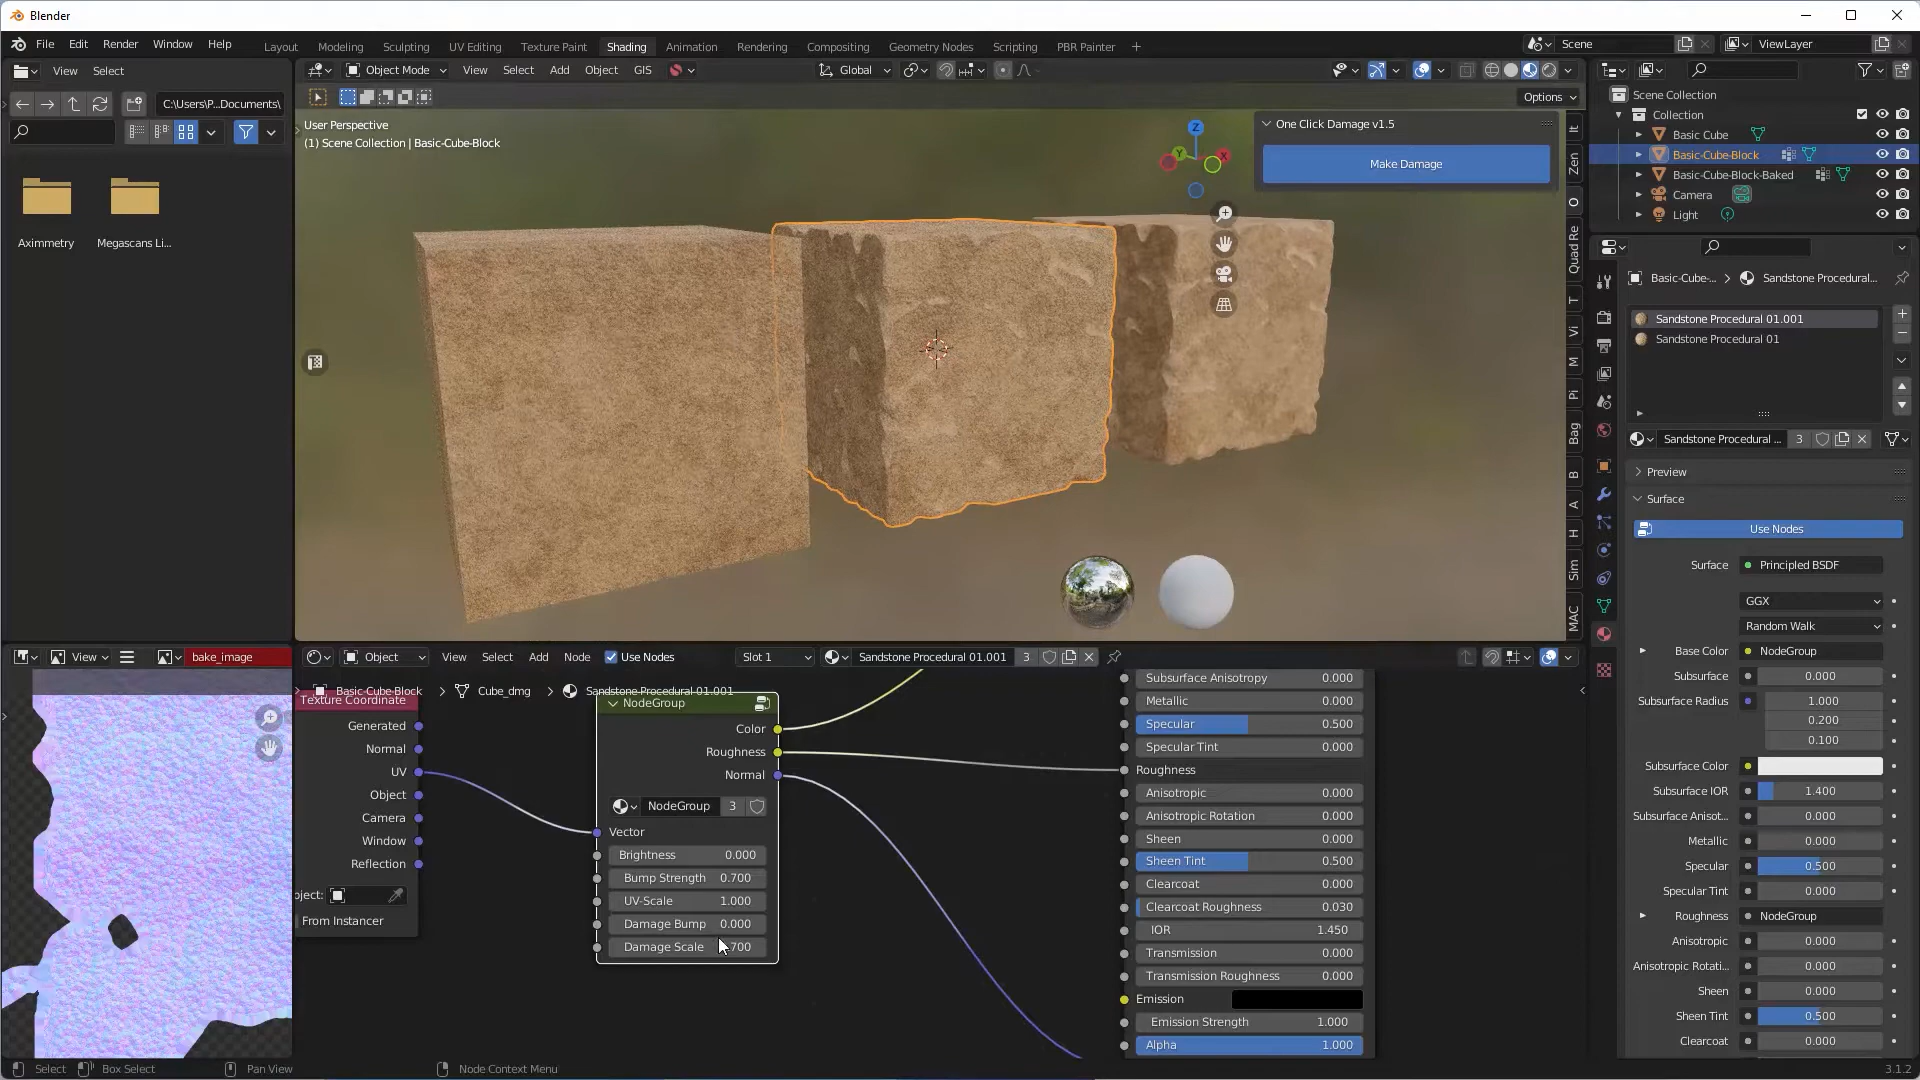 Blender
File Edit Render Window Help
Layout Modeling Sculpting UV Editing Texture Paint Shading Animation Rendering Compositing Geometry Nodes Scripting PBR Painter +
Scene
ViewLayer
View Select
Object Mode View Select Add Object GIS
Global
C:\Users\P...Documents\
Options
User Perspective
(1) Scene Collection | Basic-Cube-Block
One Click Damage v1.5
Make Damage
Z
Y
X
It
Zen
O
Quad Re
T
Vi
M
Pi
Bag
B
A
H
Sim
MAC
Aximmetry
Megascans Li...
Scene Collection
Collection
Basic Cube
Basic-Cube-Block
Basic-Cube-Block-Baked
Camera
Light
Basic-Cube-... > Sandstone Procedural...
Sandstone Procedural 01.001
Sandstone Procedural 01
Sandstone Procedural ... 3
Preview
Surface
Use Nodes
Surface Principled BSDF
GGX
Random Walk
Base Color NodeGroup
Subsurface 0.000
Subsurface Radius 1.000
0.200
0.100
Subsurface Color
Subsurface IOR 1.400
Subsurface Anisot... 0.000
Metallic 0.000
Specular 0.500
Specular Tint 0.000
Roughness NodeGroup
Anisotropic 0.000
Anisotropic Rotati... 0.000
Sheen 0.000
Sheen Tint 0.500
Clearcoat 0.000
View bake_image
Object View Select Add Node Use Nodes Slot 1 Sandstone Procedural 01.001 3
Basic-Cube-Block > Cube_dmg > Sandstone Procedural 01.001
Texture Coordinate
Generated
Normal
UV
Object
Camera
Window
Reflection
bject:
From Instancer
NodeGroup
Color
Roughness
Normal
NodeGroup 3
Vector
Brightness 0.000
Bump Strength 0.700
UV-Scale 1.000
Damage Bump 0.000
Damage Scale .700
Subsurface Anisotropy 0.000
Metallic 0.000
Specular 0.500
Specular Tint 0.000
Roughness
Anisotropic 0.000
Anisotropic Rotation 0.000
Sheen 0.000
Sheen Tint 0.500
Clearcoat 0.000
Clearcoat Roughness 0.030
IOR 1.450
Transmission 0.000
Transmission Roughness 0.000
Emission
Emission Strength 1.000
Alpha 1.000
Select Box Select Pan View Node Context Menu 3.1.2